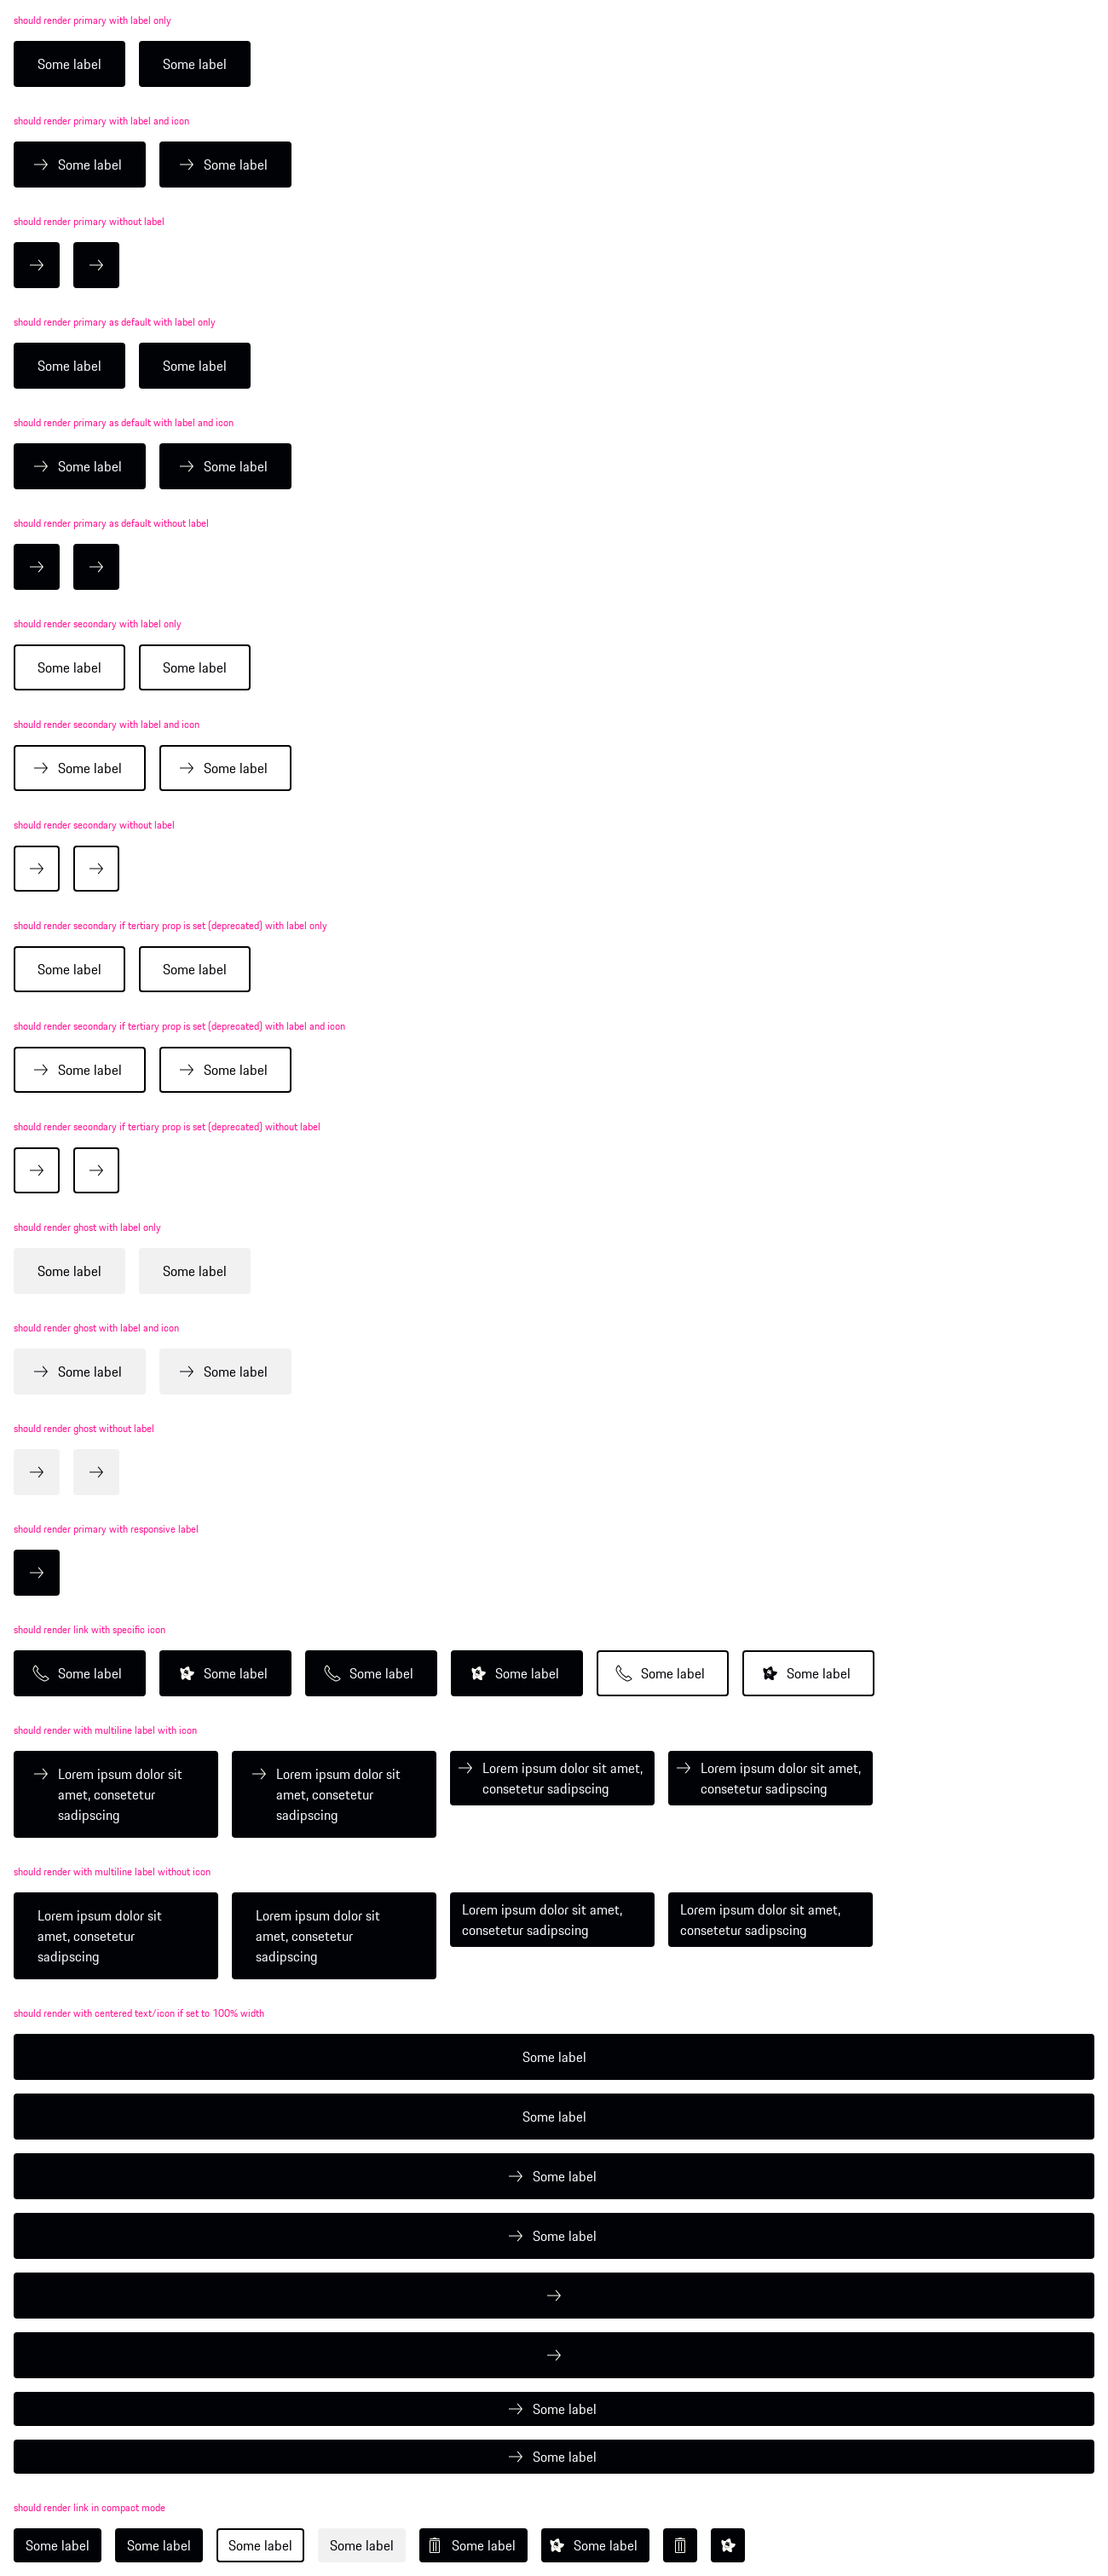 should render primary with label only
Some label Some label
should render primary with label and icon
Some label Some label
should render primary without label
should render primary as default with label only
Some label Some label
should render primary as default with label and icon
Some label Some label
should render primary as default without label
should render secondary with label only
Some label Some label
should render secondary with label and icon
Some label Some label
should render secondary without label
should render secondary if tertiary prop is set (deprecated) with label only
Some label Some label
should render secondary if tertiary prop is set (deprecated) with label and icon
Some label Some label
should render secondary if tertiary prop is set (deprecated) without label
should render ghost with label only
Some label Some label
should render ghost with label and icon
Some label Some label
should render ghost without label
should render primary with responsive label
should render link with specific icon
Some label Some label Some label Some label Some label Some label
should render with multiline label with icon
Lorem ipsum dolor sit
amet, consetetur
sadipscing
Lorem ipsum dolor sit
amet, consetetur
sadipscing
Lorem ipsum dolor sit amet,
consetetur sadipscing
Lorem ipsum dolor sit amet,
consetetur sadipscing
should render with multiline label without icon
Lorem ipsum dolor sit
amet, consetetur
sadipscing
Lorem ipsum dolor sit
amet, consetetur
sadipscing
Lorem ipsum dolor sit amet,
consetetur sadipscing
Lorem ipsum dolor sit amet,
consetetur sadipscing
should render with centered text/icon if set to 100% width
Some label
Some label
Some label
Some label
Some label
Some label
should render link in compact mode
Some label Some label Some label Some label Some label Some label